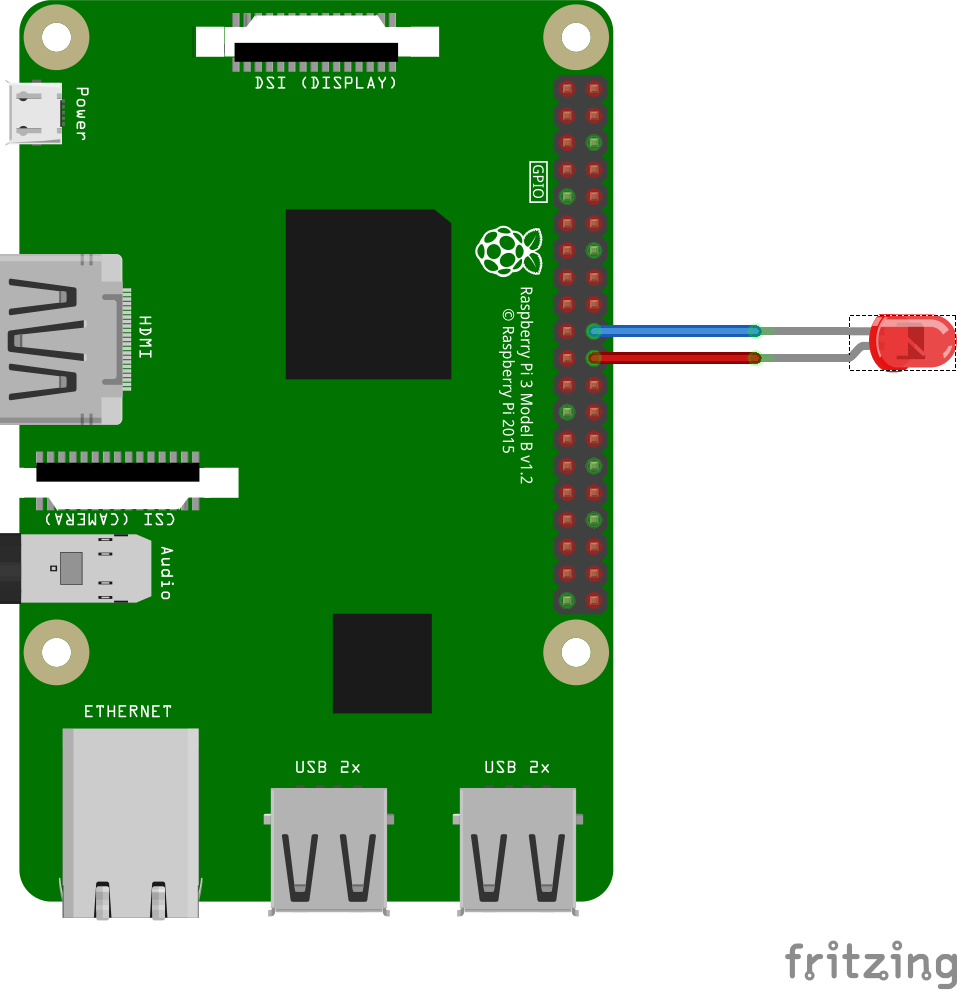 DSI (DISPLAY)
Power
GPIO
HDMI
Raspberry Pi 3 Model B v1.2
© Raspberry Pi 2015
CSI (CAMERA)
Audio
ETHERNET
USB 2x
USB 2x
fritzing